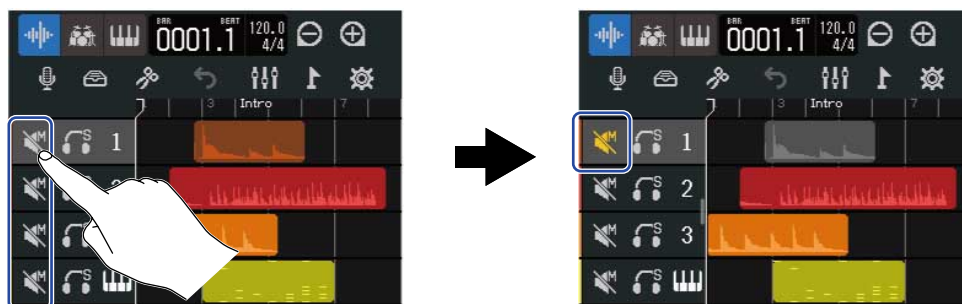 BAR BEAT
0001.1 120.0 4/4
3 Intro 7
M S 1
M
M S
M S
BAR BEAT
0001.1 120.0 4/4
3 Intro 7
M S 1
M S 2
M S 3
M S